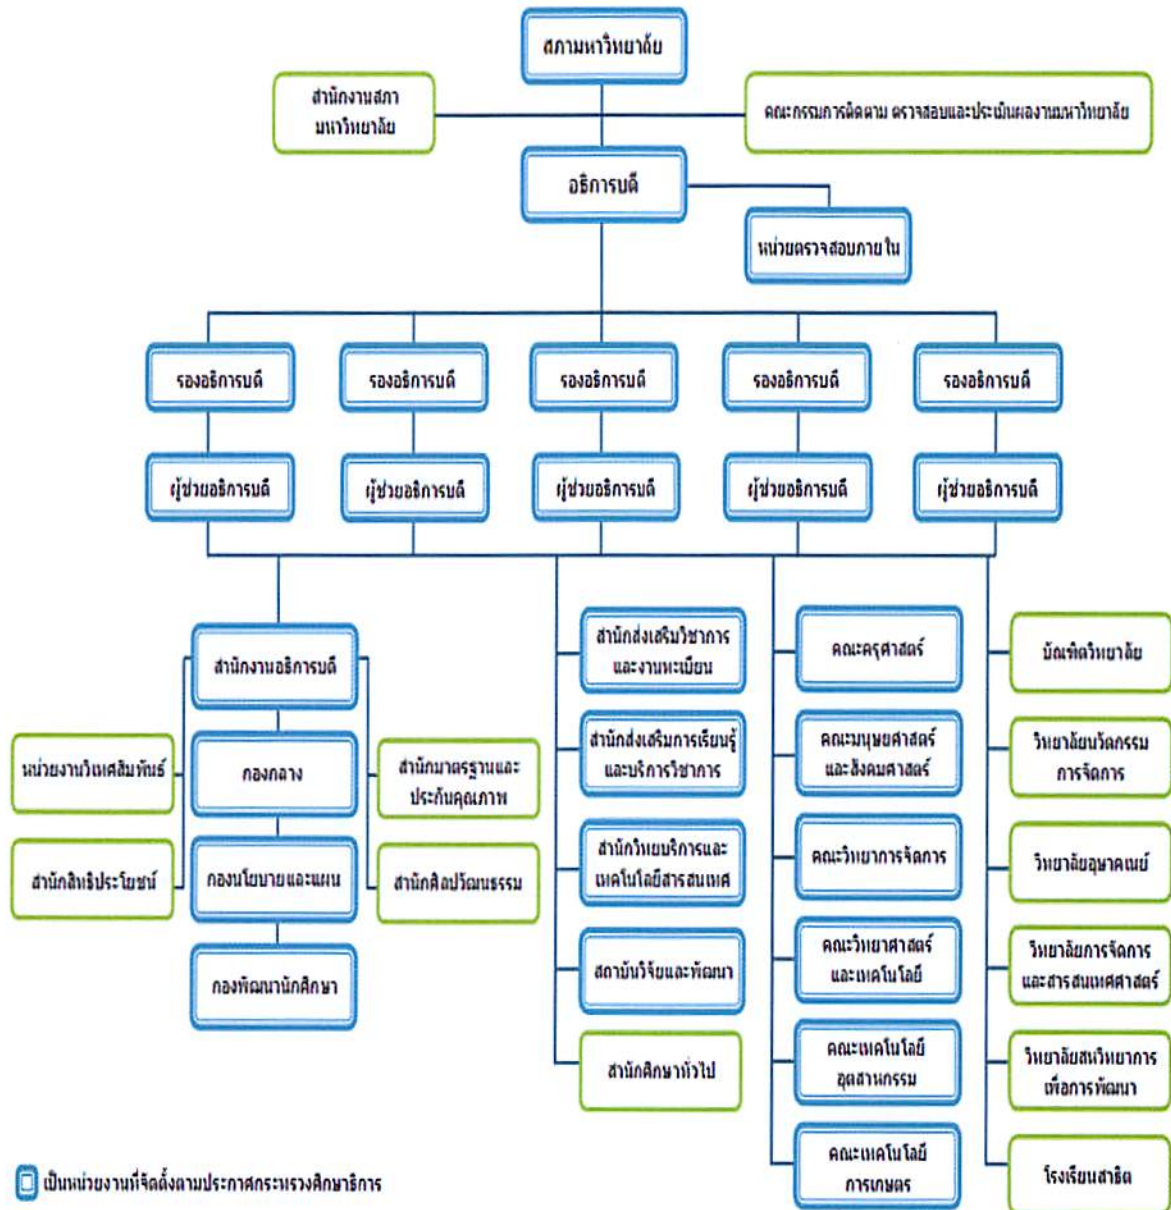 สภามหาวิทยาลัย
สำนักงานสภา
มหาวิทยาลัย
คณะกรรมการติดตาม ตรวจสอบและประเมินผลงานมหาวิทยาลัย
อธิการบดี
หน่วยตรวจสอบภายใน
รองอธิการบดี
รองอธิการบดี
รองอธิการบดี
รองอธิการบดี
รองอธิการบดี
ผู้ช่วยอธิการบดี
ผู้ช่วยอธิการบดี
ผู้ช่วยอธิการบดี
ผู้ช่วยอธิการบดี
ผู้ช่วยอธิการบดี
สำนักงานอธิการบดี
หน่วยงานวิเทศสัมพันธ์
กองกลาง
สำนักมาตรฐานและ
ประกันคุณภาพ
สำนักสิทธิประโยชน์
กองนโยบายและแผน
สำนักศิลปวัฒนธรรม
กองพัฒนานักศึกษา
สำนักส่งเสริมวิชาการ
และงานทะเบียน
สำนักส่งเสริมการเรียนรู้
และบริการวิชาการ
สำนักวิทยบริการและ
เทคโนโลยีสารสนเทศ
สถาบันวิจัยและพัฒนา
สำนักศึกษาทั่วไป
คณะครุศาสตร์
คณะมนุษยศาสตร์
และสังคมศาสตร์
คณะวิทยาการจัดการ
คณะวิทยาศาสตร์
และเทคโนโลยี
คณะเทคโนโลยี
อุตสาหกรรม
คณะเทคโนโลยี
การเกษตร
บัณฑิตวิทยาลัย
วิทยาลัยนวัตกรรม
การจัดการ
วิทยาลัยอุษาคเนย์
วิทยาลัยการจัดการ
และสารสนเทศศาสตร์
วิทยาลัยสหวิทยาการ
เพื่อการพัฒนา
โรงเรียนสาธิต
เป็นหน่วยงานที่จัดตั้งตามประกาศกระทรวงศึกษาธิการ